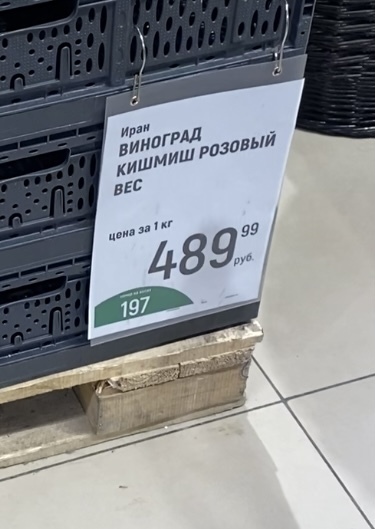 Иран
ВИНОГРАД
КИШМИШ РОЗОВЫЙ
ВЕС
цена за 1 кг
489 99
руб.
197